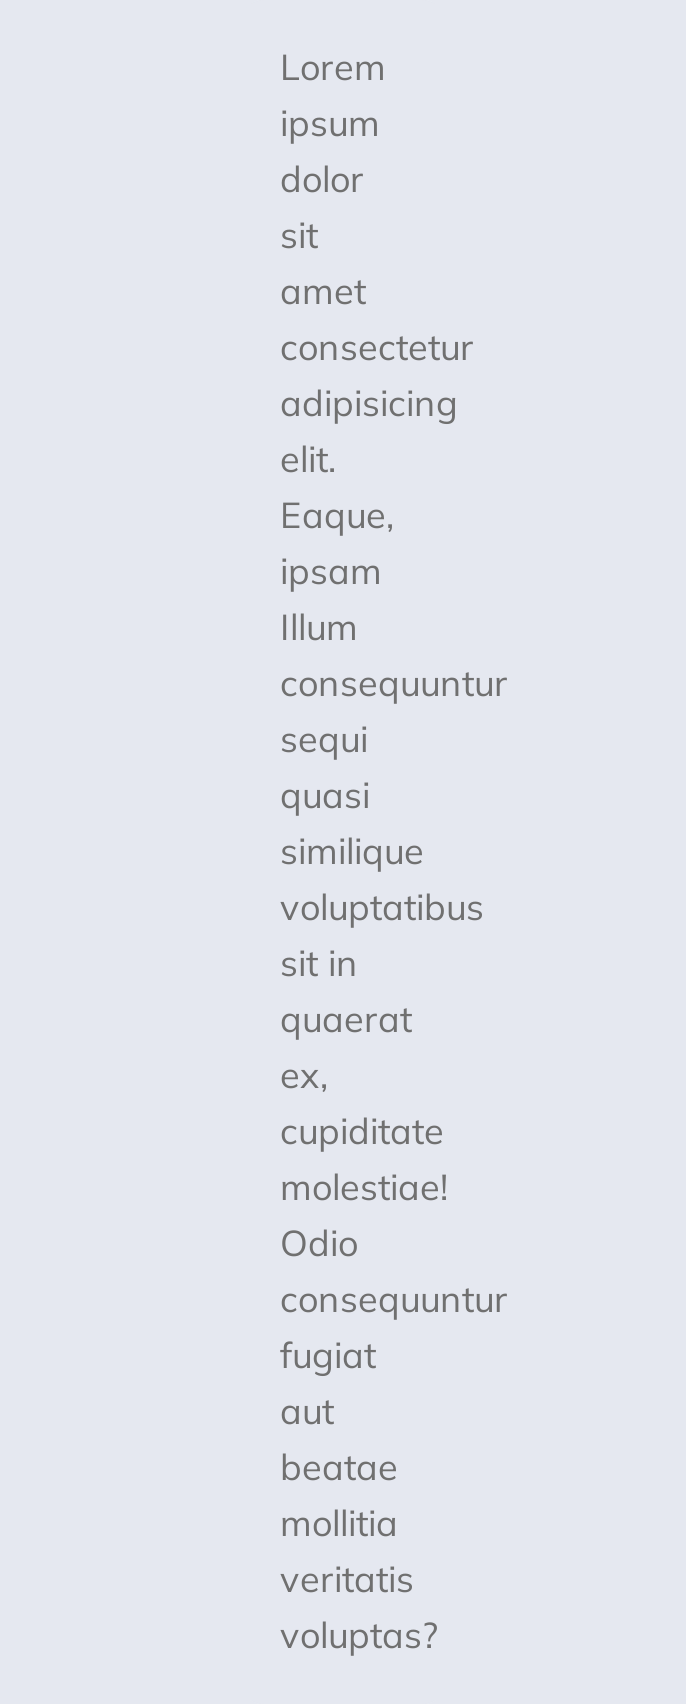 Lorem
ipsum
dolor
sit
amet
consectetur
adipisicing
elit.
Eaque,
ipsam
Illum
consequuntur
sequi
quasi
similique
voluptatibus
sit in
quaerat
ex,
cupiditate
molestiae!
Odio
consequuntur
fugiat
aut
beatae
mollitia
veritatis
voluptas?